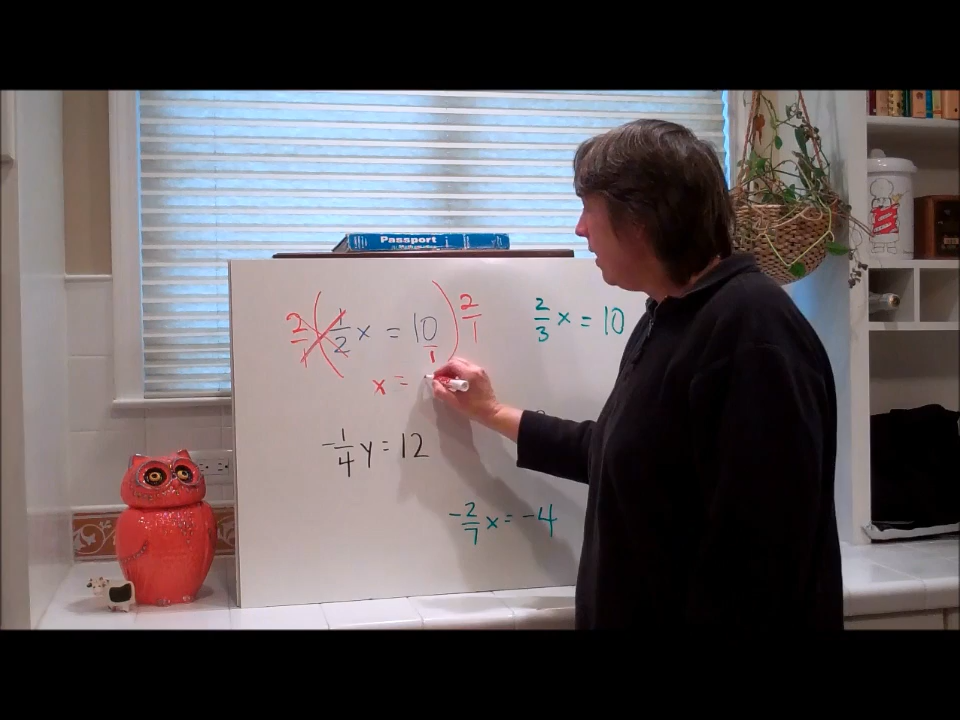 Passport
2/1 ( 1/2 x = 10/1 ) 2/1
x =
2/3 x = 10
-1/4 y = 12
-2/7 x = -4